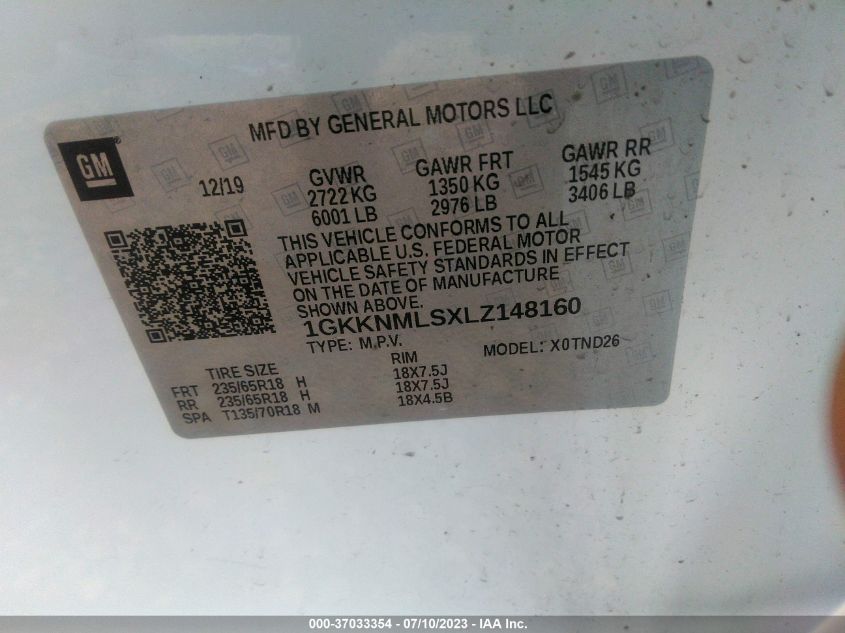 MFD BY GENERAL MOTORS LLC
GM
12/19
GVWR
2722 KG
6001 LB
GAWR FRT
1350 KG
2976 LB
GAWR RR
1545 KG
3406 LB
THIS VEHICLE CONFORMS TO ALL
APPLICABLE U.S. FEDERAL MOTOR
VEHICLE SAFETY STANDARDS IN EFFECT
ON THE DATE OF MANUFACTURE
SHOWN ABOVE.
1GKKNMLSXLZ148160
TYPE: M.P.V. MODEL: X0TND26
TIRE SIZE RIM
FRT 235/65R18 H 18X7.5J
RR 235/65R18 H 18X7.5J
SPA T135/70R18 M 18X4.5B
000-37033354 - 07/10/2023 - IAA Inc.